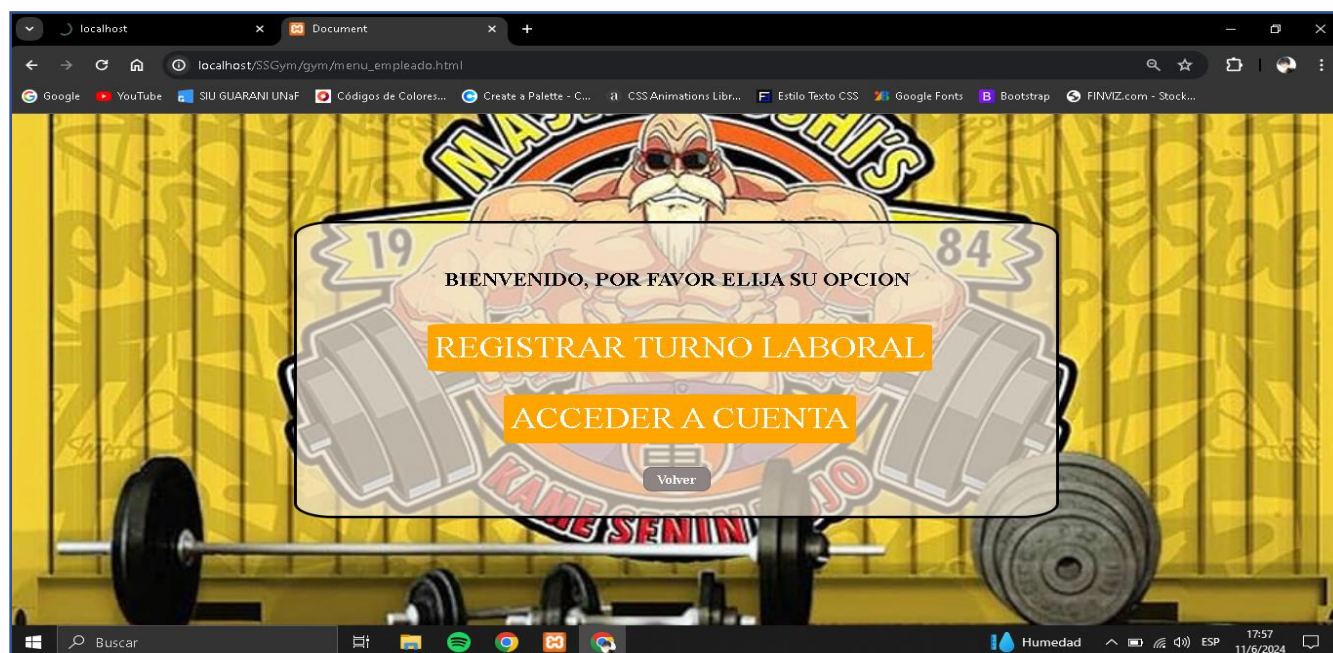 localhost
Document
localhost/SSGym/gym/menu_empleado.html
Google
YouTube
SIU GUARANI UNaF
Códigos de Colores...
Create a Palette - C...
CSS Animations Libr...
Estilo Texto CSS
Google Fonts
Bootstrap
FINVIZ.com - Stock...
19
84
BIENVENIDO, POR FAVOR ELIJA SU OPCION
REGISTRAR TURNO LABORAL
ACCEDER A CUENTA
Volver
KAME SENIN
Buscar
Humedad
ESP
17:57
11/6/2024